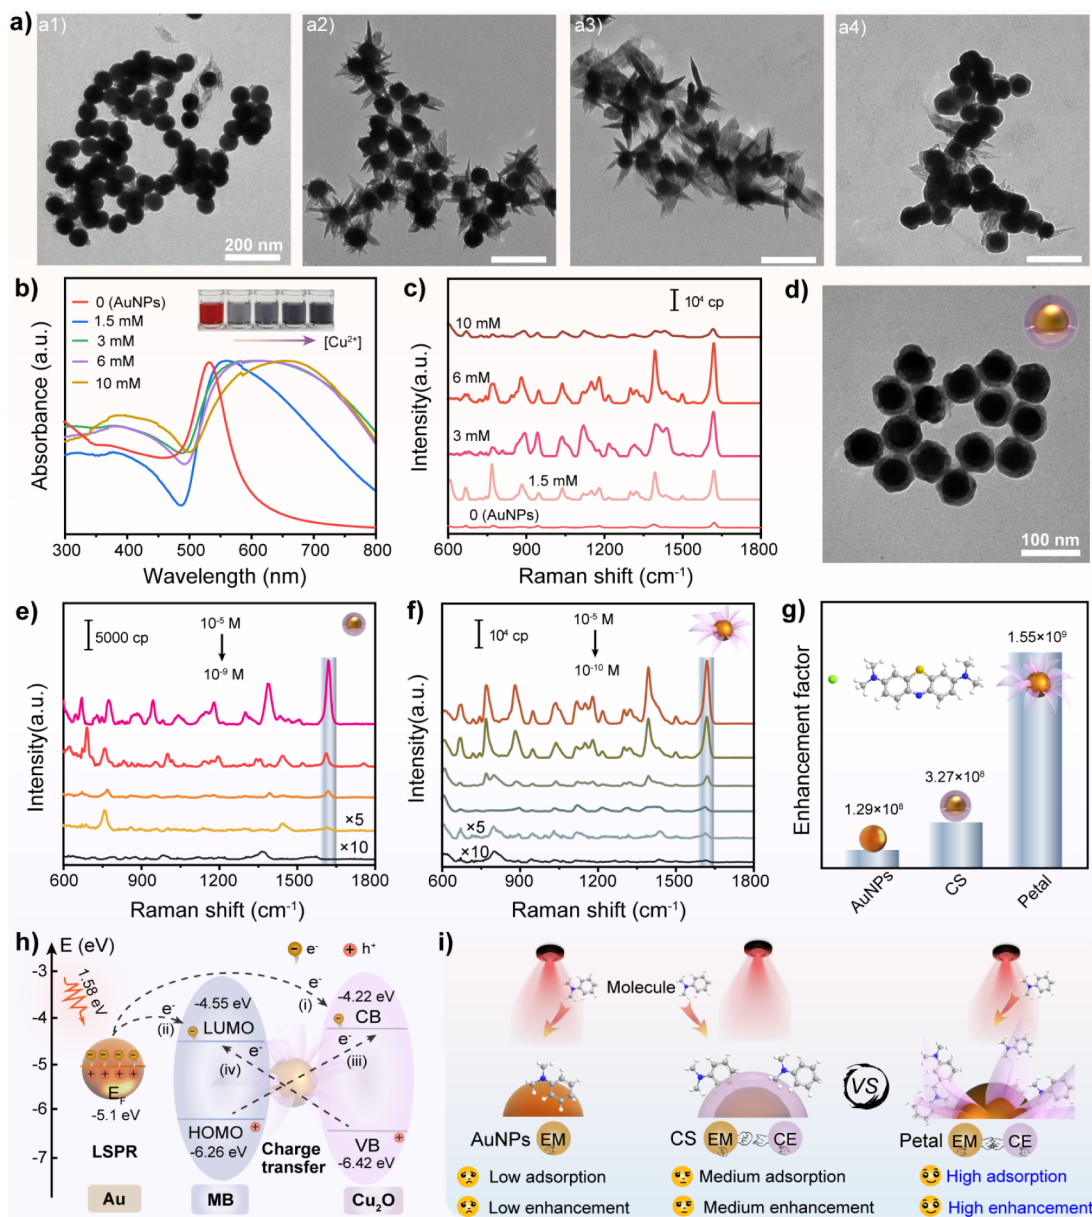 a)
a1)
a2)
a3)
a4)
200 nm
b)
0 (AuNPs)
1.5 mM
3 mM
6 mM
10 mM
[Cu²⁺]
Absorbance (a.u.)
300 400 500 600 700 800
Wavelength (nm)
c)
10⁴ cp
10 mM
6 mM
3 mM
1.5 mM
0 (AuNPs)
Intensity(a.u.)
600 900 1200 1500 1800
Raman shift (cm⁻¹)
d)
100 nm
e)
5000 cp
10⁻⁵ M
10⁻⁹ M
×5
×10
Intensity(a.u.)
600 900 1200 1500 1800
Raman shift (cm⁻¹)
f)
10⁴ cp
10⁻⁵ M
10⁻¹⁰ M
×5
×10
Intensity(a.u.)
600 900 1200 1500 1800
Raman shift (cm⁻¹)
g)
Enhancement factor
1.29×10⁸
3.27×10⁸
1.55×10⁹
AuNPs
CS
Petal
h)
E (eV)
e⁻
h⁺
-3
-4
-5
-6
-7
1.58 eV
e⁻
(i)
e⁻
(ii)
-4.55 eV
LUMO
-4.22 eV
CB
e⁻
(iii)
(iv)
E_F
-5.1 eV
LSPR
HOMO
-6.26 eV
Charge
transfer
VB
-6.42 eV
Au
MB
Cu₂O
i)
Molecule
VS
AuNPs EM
CS EM CE
Petal EM CE
Low adsorption
Medium adsorption
High adsorption
Low enhancement
Medium enhancement
High enhancement